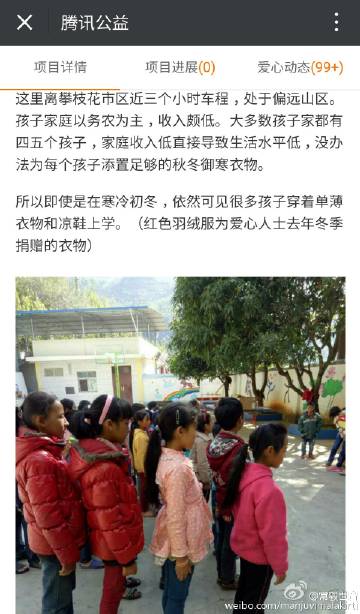 腾讯公益
项目详情 项目进展(0) 爱心动态(99+)
这里离攀枝花市区近三个小时车程，处于偏远山区。
孩子家庭以务农为主，收入颇低。大多数孩子家都有
四五个孩子，家庭收入低直接导致生活水平低，没办
法为每个孩子添置足够的秋冬御寒衣物。
所以即使是在寒冷初冬，依然可见很多孩子穿着单薄
衣物和凉鞋上学。（红色羽绒服为爱心人士去年冬季
捐赠的衣物）